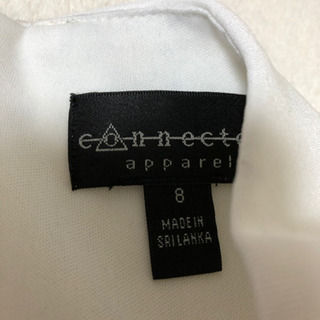 connecte
apparel
8
MADE IN
SRI LANKA